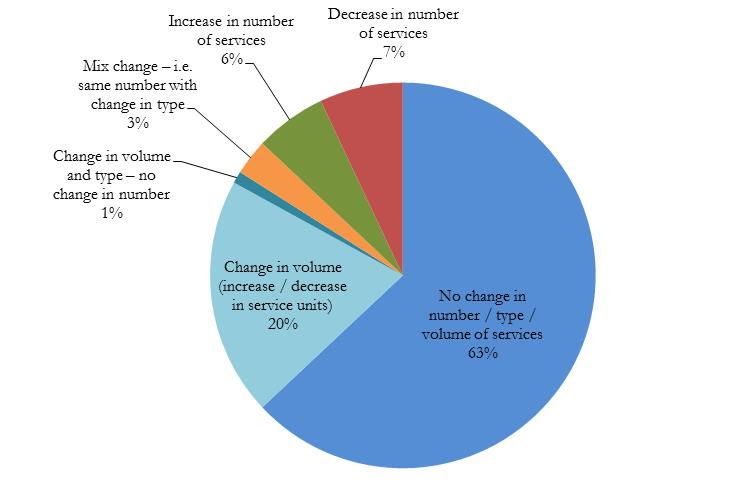 Decrease in number
of services
7%
Increase in number
of services
6%
Mix change – i.e.
same number with
change in type
3%
Change in volume
and type – no
change in number
1%
Change in volume
(increase / decrease
in service units)
20%
No change in
number / type /
volume of services
63%